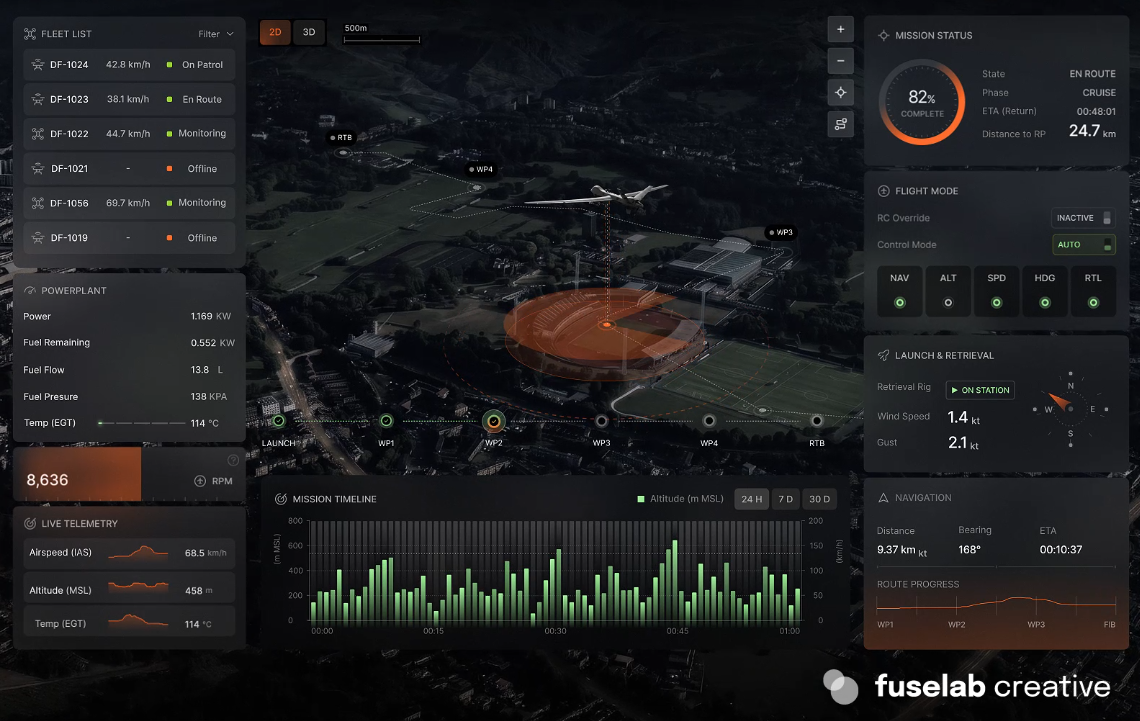 FLEET LIST
Filter
DF-1024 42.8 km/h On Patrol
DF-1023 38.1 km/h En Route
DF-1022 44.7 km/h Monitoring
DF-1021 - Offline
DF-1056 69.7 km/h Monitoring
DF-1019 - Offline
POWERPLANT
Power 1.169 KW
Fuel Remaining 0.552 KW
Fuel Flow 13.8 L
Fuel Presure 138 KPA
Temp (EGT) 114 °C
8,636 RPM
LIVE TELEMETRY
Airspeed (IAS) 68.5 km/h
Altitude (MSL) 458 m
Temp (EGT) 114 °C
2D 3D
500m
+
−
RTB
WP4
WP3
LAUNCH WP1 WP2 WP3 WP4 RTB
MISSION TIMELINE
Altitude (m MSL) 24 H 7 D 30 D
(m MSL)
800
600
400
200
0
200
150
100
50
0
(km/h)
00:00 00:15 00:30 00:45 01:00
MISSION STATUS
82%
COMPLETE
State EN ROUTE
Phase CRUISE
ETA (Return) 00:48:01
Distance to RP 24.7 km
FLIGHT MODE
RC Override INACTIVE
Control Mode AUTO
NAV ALT SPD HDG RTL
LAUNCH & RETRIEVAL
Retrieval Rig ON STATION
Wind Speed 1.4 kt
Gust 2.1 kt
N
W E
S
NAVIGATION
Distance Bearing ETA
9.37 km kt 168° 00:10:37
ROUTE PROGRESS
WP1 WP2 WP3 FIB
fuselab creative